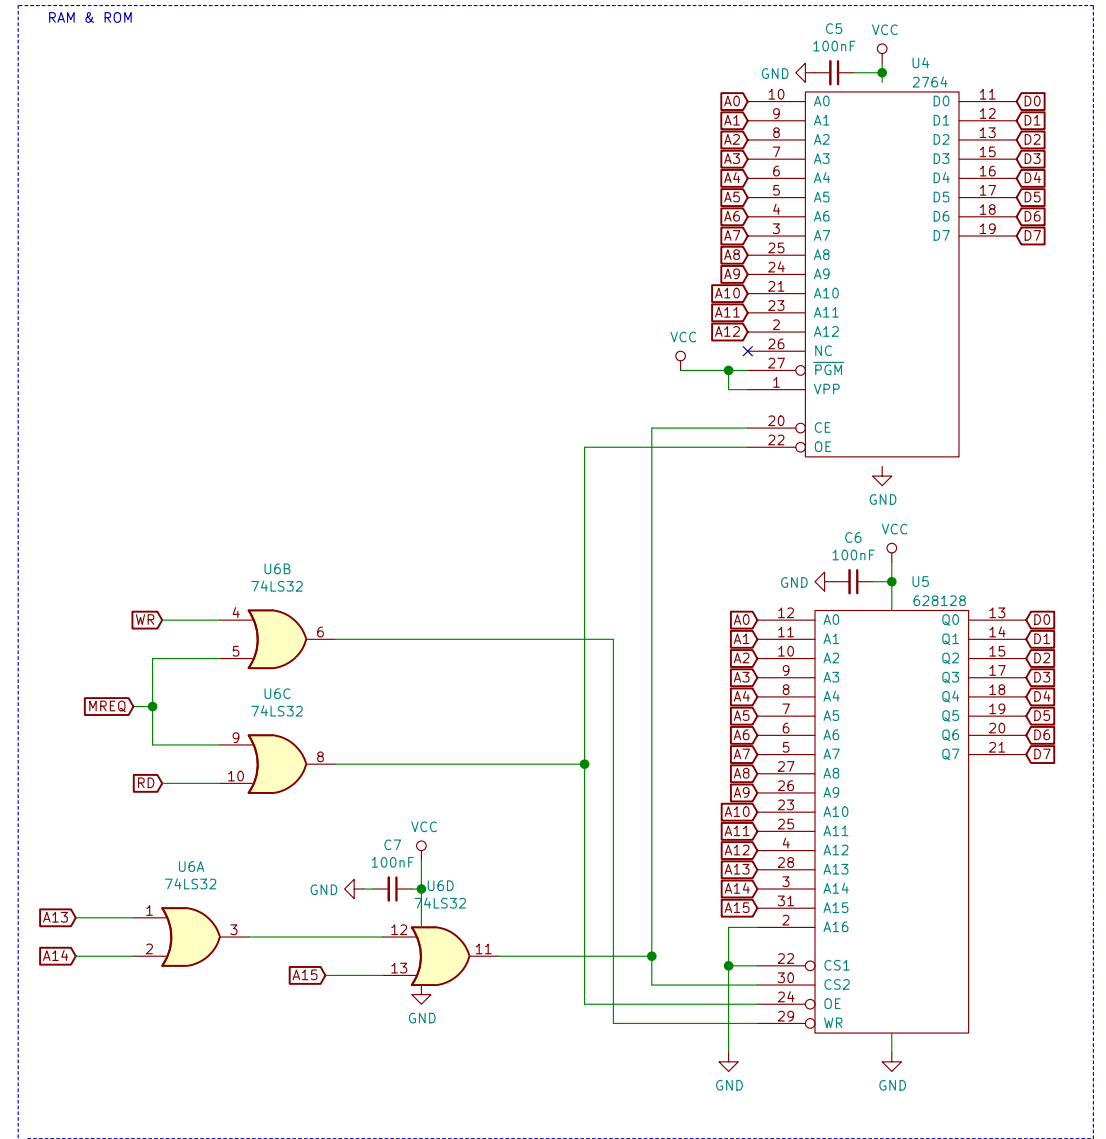 RAM & ROM
C5
100nF
VCC
GND
U4
2764
A0 10 A0 D0 11 D0
A1 9 A1 D1 12 D1
A2 8 A2 D2 13 D2
A3 7 A3 D3 15 D3
A4 6 A4 D4 16 D4
A5 5 A5 D5 17 D5
A6 4 A6 D6 18 D6
A7 3 A7 D7 19 D7
A8 25 A8
A9 24 A9
A10 21 A10
A11 23 A11
A12 2 A12
VCC
26 NC
27 PGM
1 VPP
20 CE
22 OE
GND
VCC
C6
100nF
GND
U5
628128
A0 12 A0 Q0 13 D0
A1 11 A1 Q1 14 D1
A2 10 A2 Q2 15 D2
A3 9 A3 Q3 17 D3
A4 8 A4 Q4 18 D4
A5 7 A5 Q5 19 D5
A6 6 A6 Q6 20 D6
A7 5 A7 Q7 21 D7
A8 27 A8
A9 26 A9
A10 23 A10
A11 25 A11
A12 4 A12
A13 28 A13
A14 3 A14
A15 31 A15
2 A16
22 CS1
30 CS2
24 OE
29 WR
GND
GND
U6B
74LS32
WR 4
6
5
MREQ
U6C
74LS32
9
8
RD 10
U6A
74LS32
A13 1
3
A14 2
VCC
C7
100nF
GND
U6D
74LS32
12
11
A15 13
GND